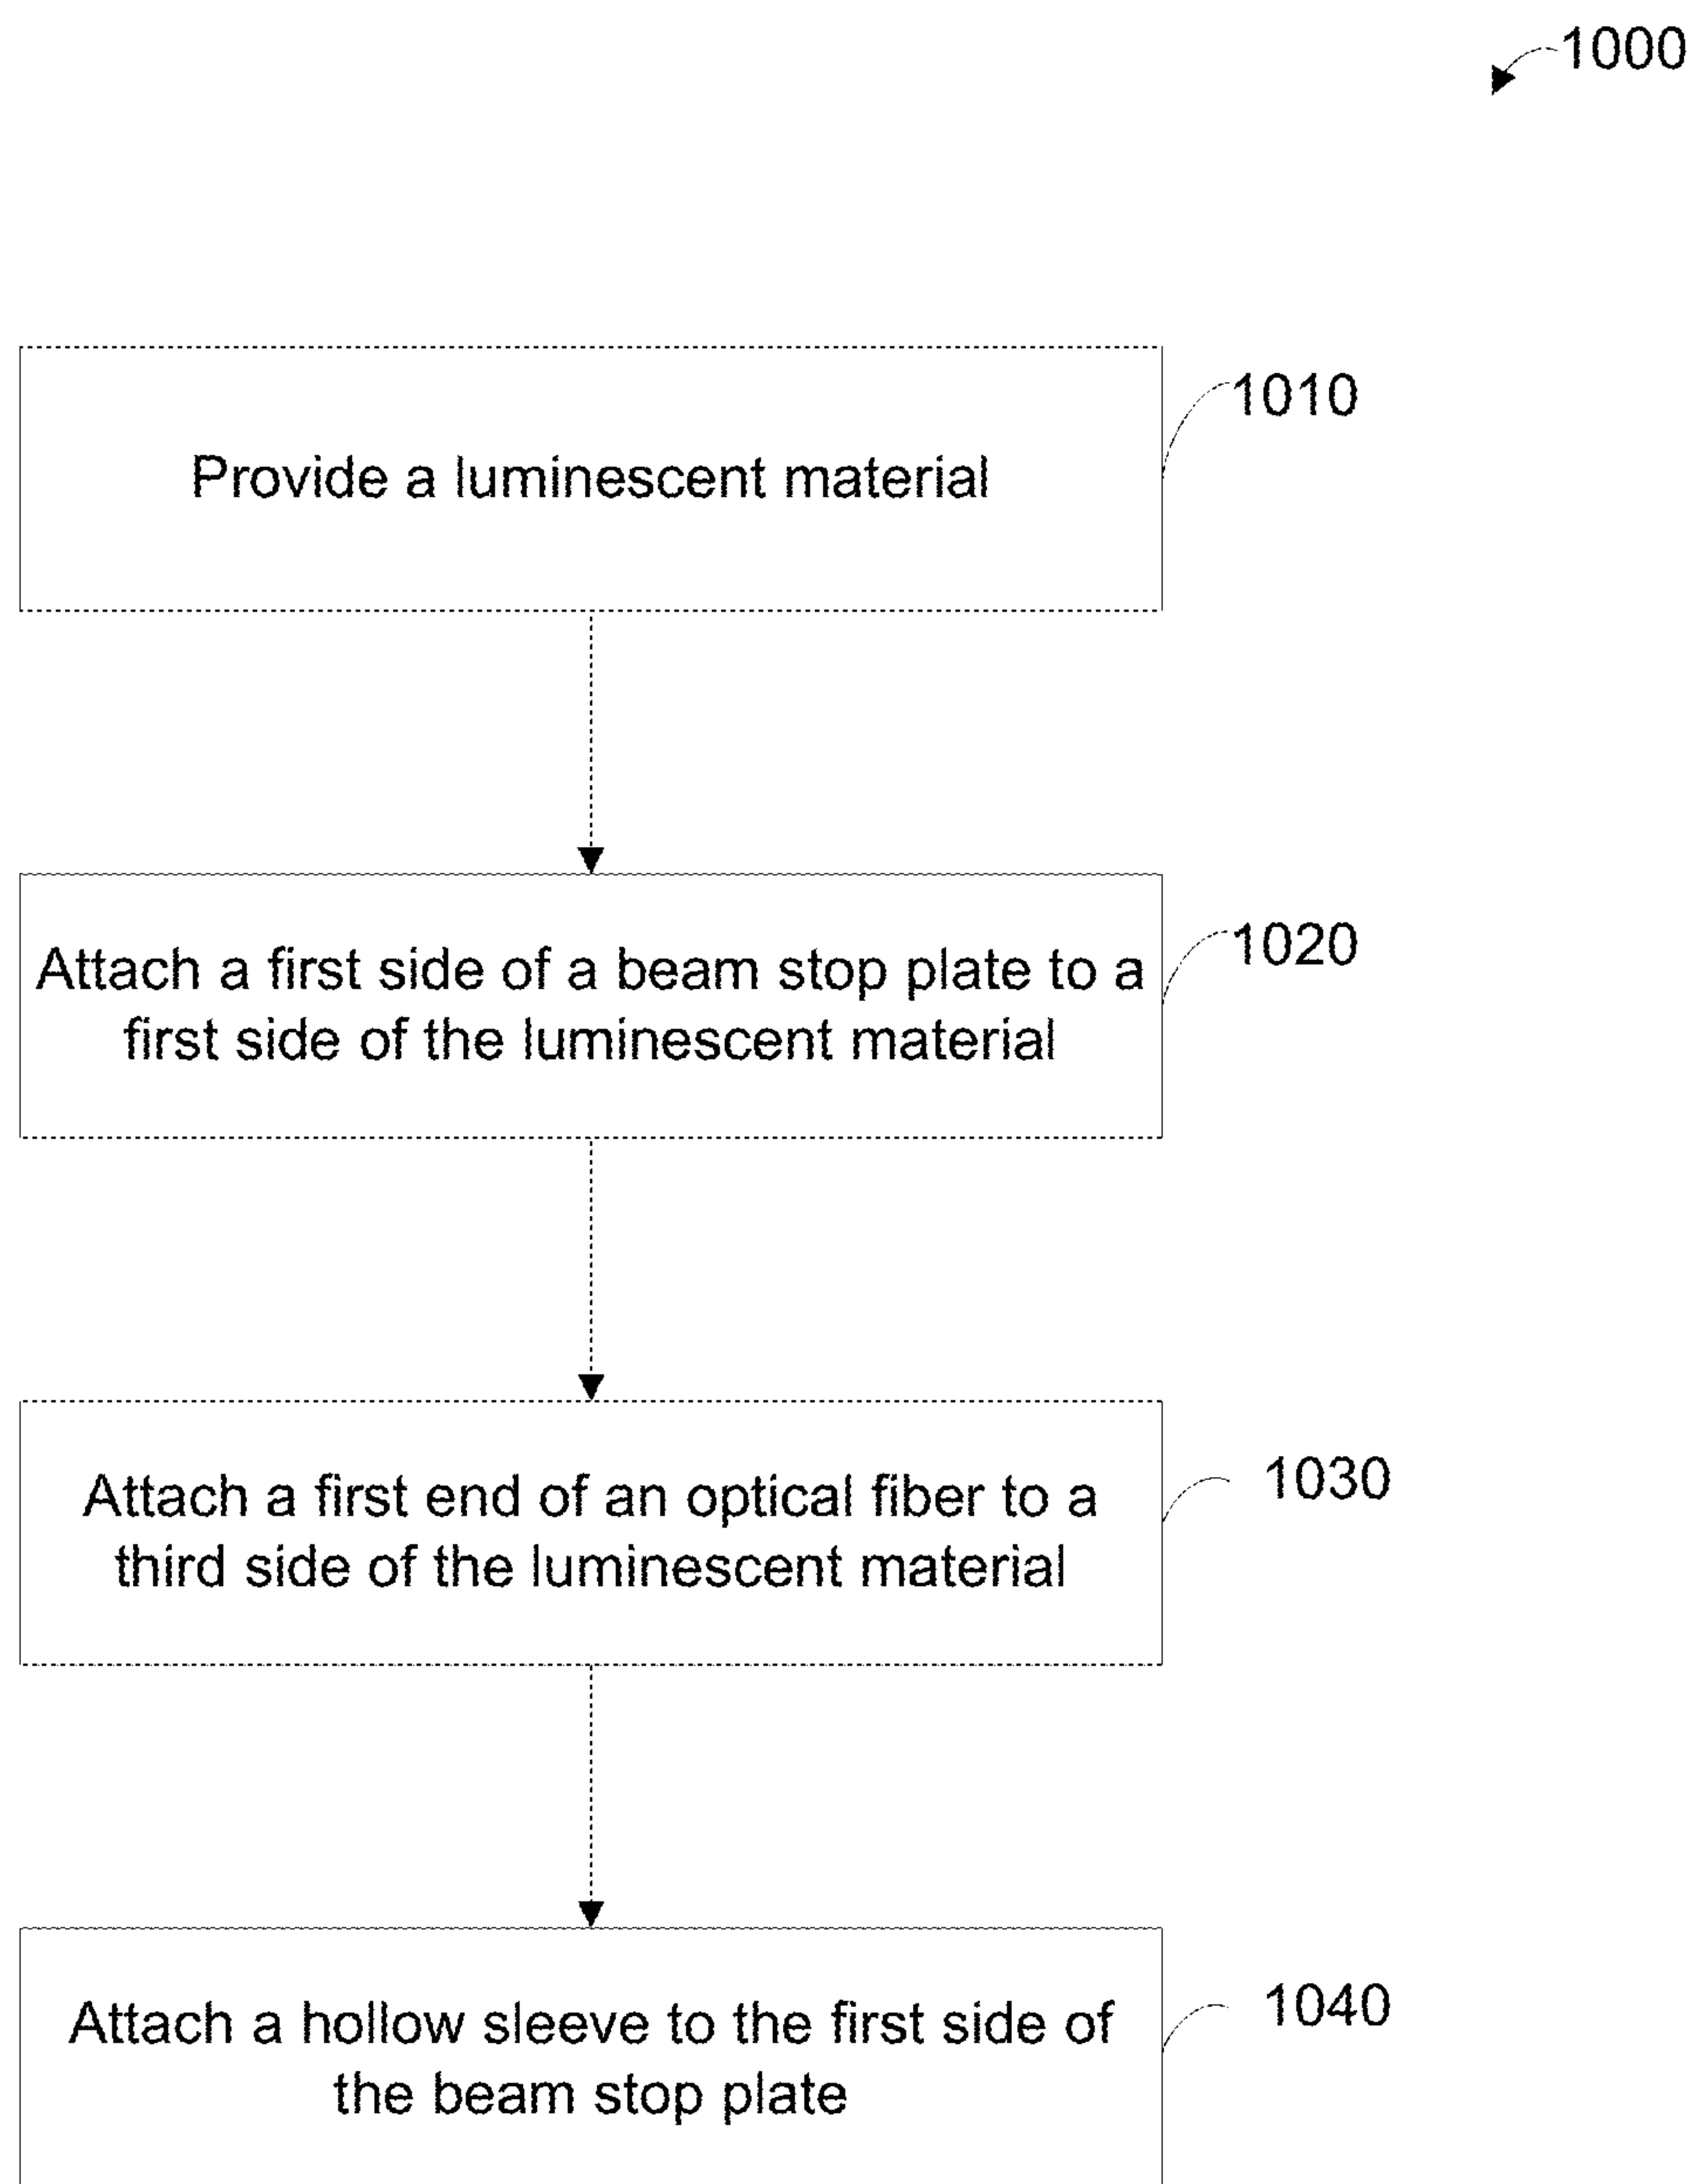 1000
Provide a luminescent material
1010
Attach a first side of a beam stop plate to a
first side of the luminescent material
1020
Attach a first end of an optical fiber to a
third side of the luminescent material
1030
Attach a hollow sleeve to the first side of
the beam stop plate
1040